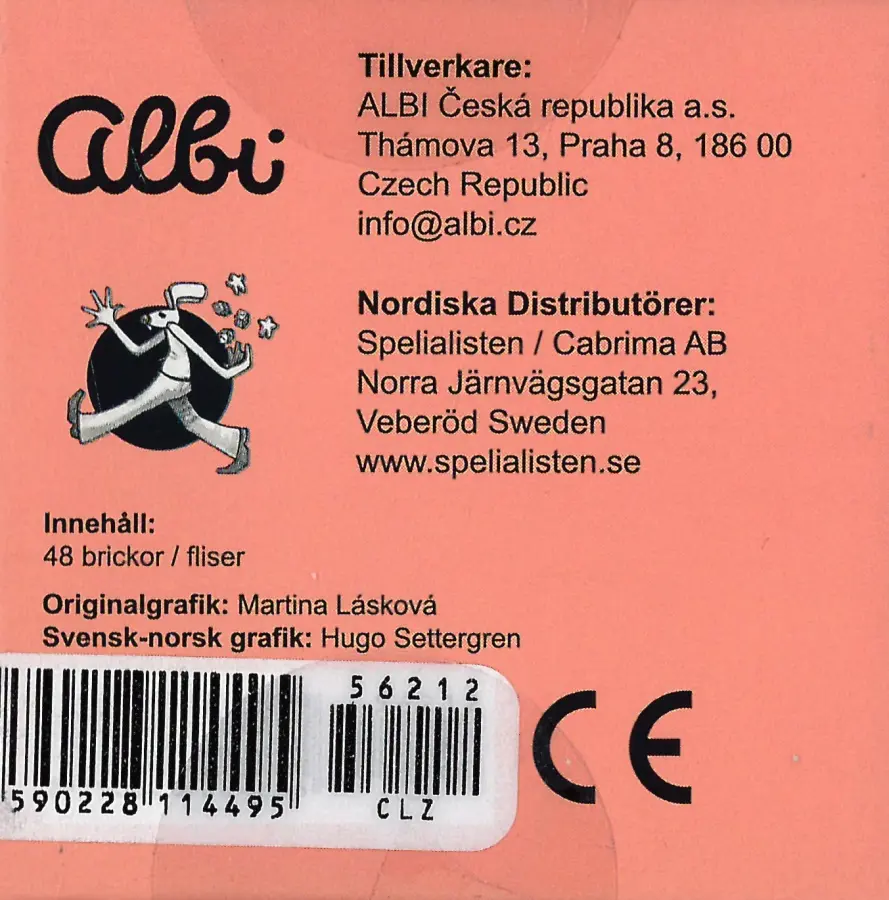 Albi
Tillverkare:
ALBI Česká republika a.s.
Thámova 13, Praha 8, 186 00
Czech Republic
info@albi.cz
Nordiska Distributörer:
Spelialisten / Cabrima AB
Norra Järnvägsgatan 23,
Veberöd Sweden
www.spelialisten.se
Innehåll:
48 brickor / fliser
Originalgrafik: Martina Lásková
Svensk-norsk grafik: Hugo Settergren
56212
590228 114495
CLZ
CE